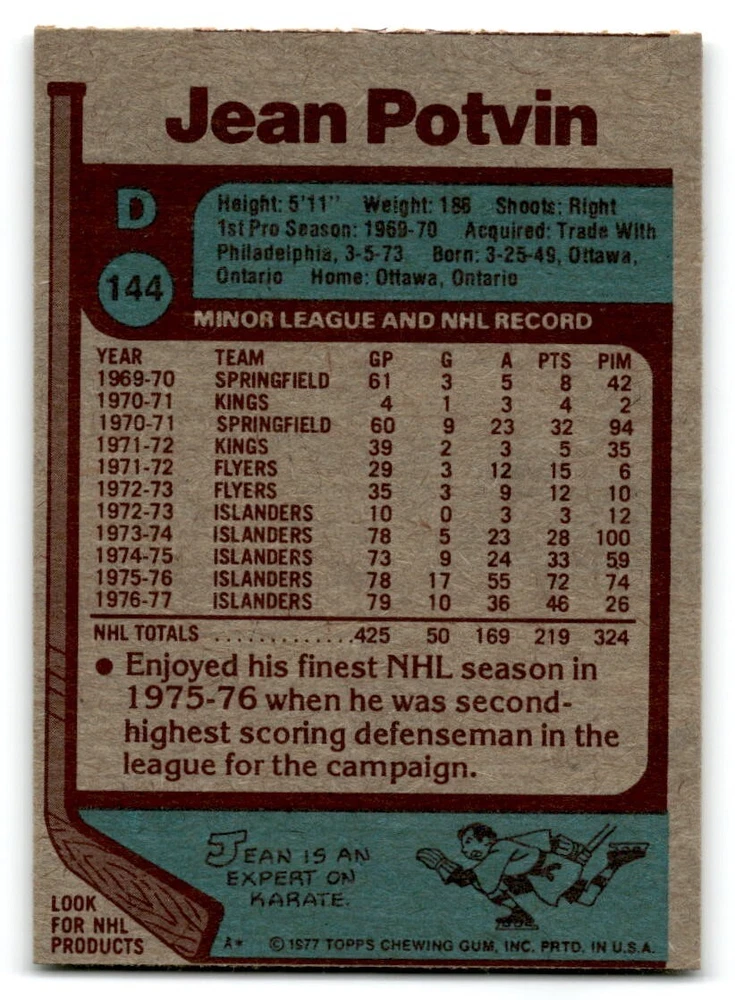 Jean Potvin
D
144
Height: 5'11" Weight: 186 Shoots: Right
1st Pro Season: 1969-70 Acquired: Trade With
Philadelphia, 3-5-73 Born: 3-25-49, Ottawa,
Ontario Home: Ottawa, Ontario
MINOR LEAGUE AND NHL RECORD
YEAR TEAM GP G A PTS PIM
1969-70 SPRINGFIELD 61 3 5 8 42
1970-71 KINGS 4 1 3 4 2
1970-71 SPRINGFIELD 60 9 23 32 94
1971-72 KINGS 39 2 3 5 35
1971-72 FLYERS 29 3 12 15 6
1972-73 FLYERS 35 3 9 12 10
1972-73 ISLANDERS 10 0 3 3 12
1973-74 ISLANDERS 78 5 23 28 100
1974-75 ISLANDERS 73 9 24 33 59
1975-76 ISLANDERS 78 17 55 72 74
1976-77 ISLANDERS 79 10 36 46 26
NHL TOTALS .............425 50 169 219 324
• Enjoyed his finest NHL season in
1975-76 when he was second-
highest scoring defenseman in the
league for the campaign.
JEAN IS AN
EXPERT ON
KARATE.
LOOK
FOR NHL
PRODUCTS
A* © 1977 TOPPS CHEWING GUM, INC. PRTD. IN U.S.A.